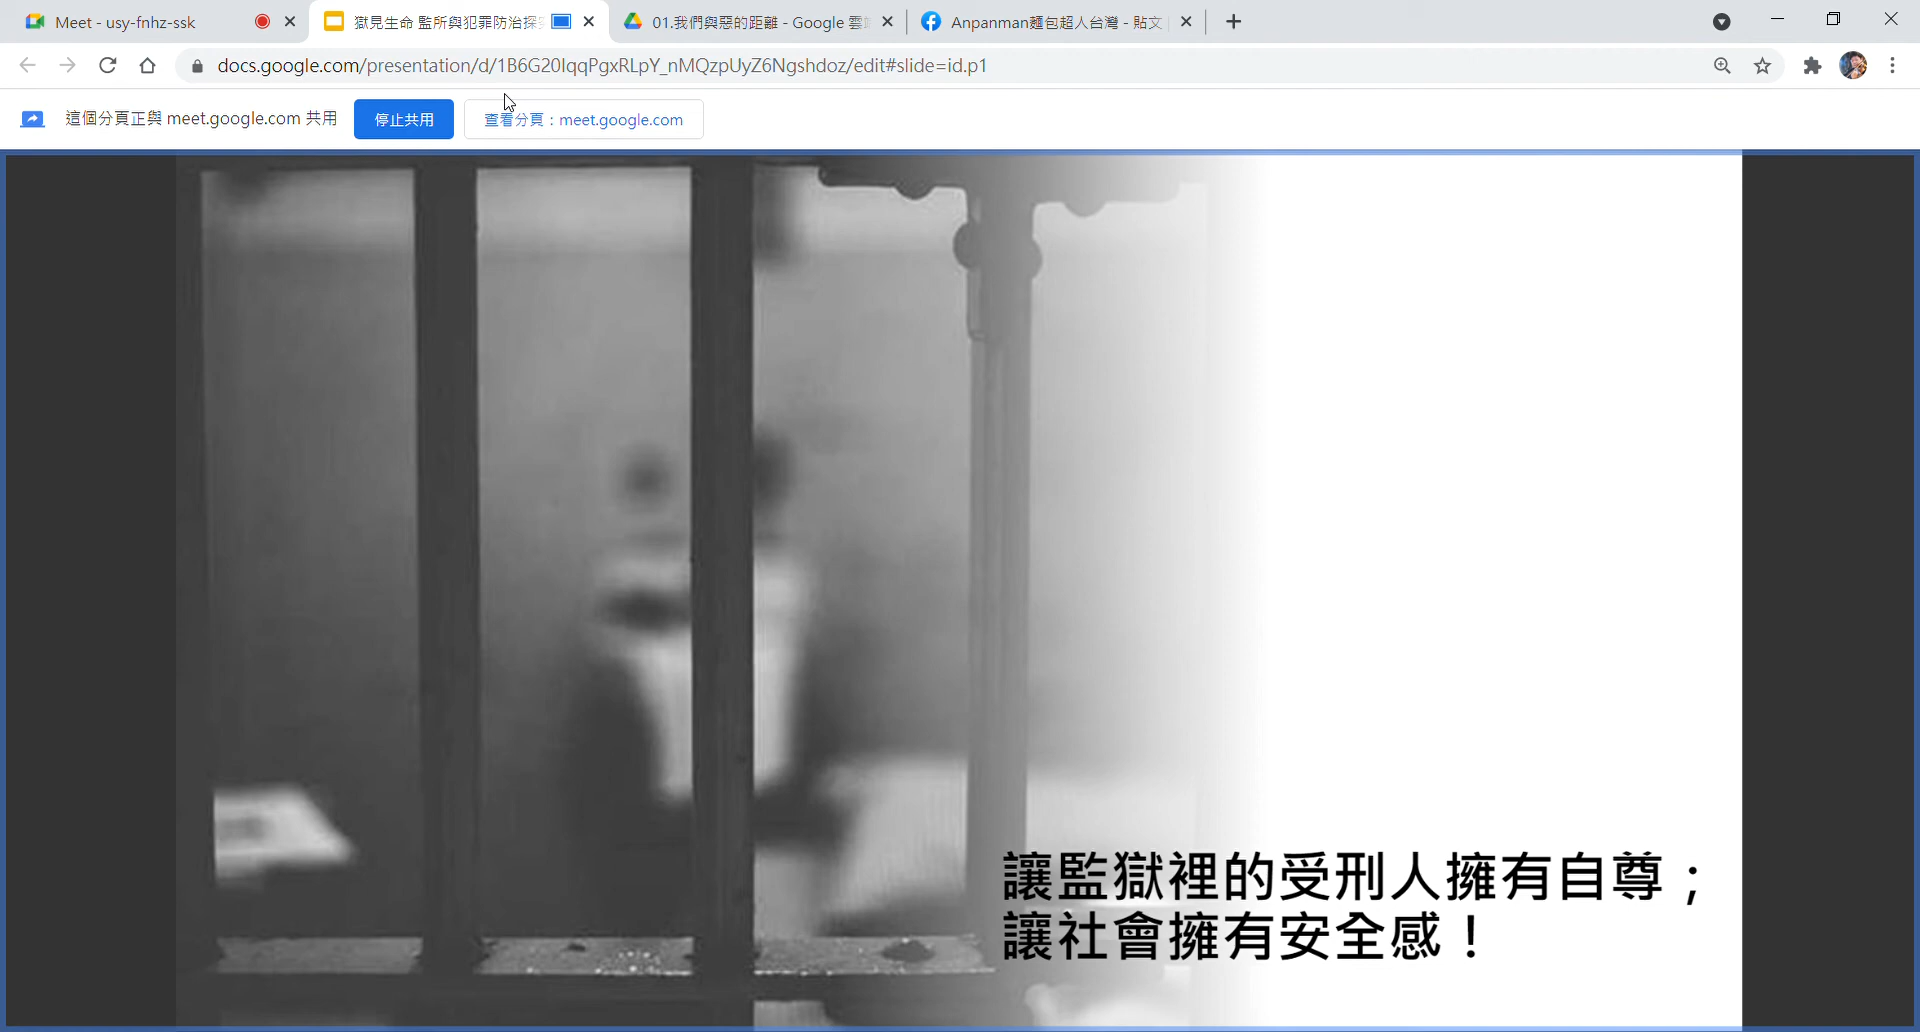 Meet - usy-fnhz-ssk
獄見生命 監所與犯罪防治探
01.我們與惡的距離 - Google 雲
Anpanman麵包超人台灣 - 貼文
docs.google.com/presentation/d/1B6G20IqqPgxRLpY_nMQzpUyZ6Ngshdoz/edit#slide=id.p1
這個分頁正與 meet.google.com 共用
停止共用
查看分頁：meet.google.com
讓監獄裡的受刑人擁有自尊；
讓社會擁有安全感！